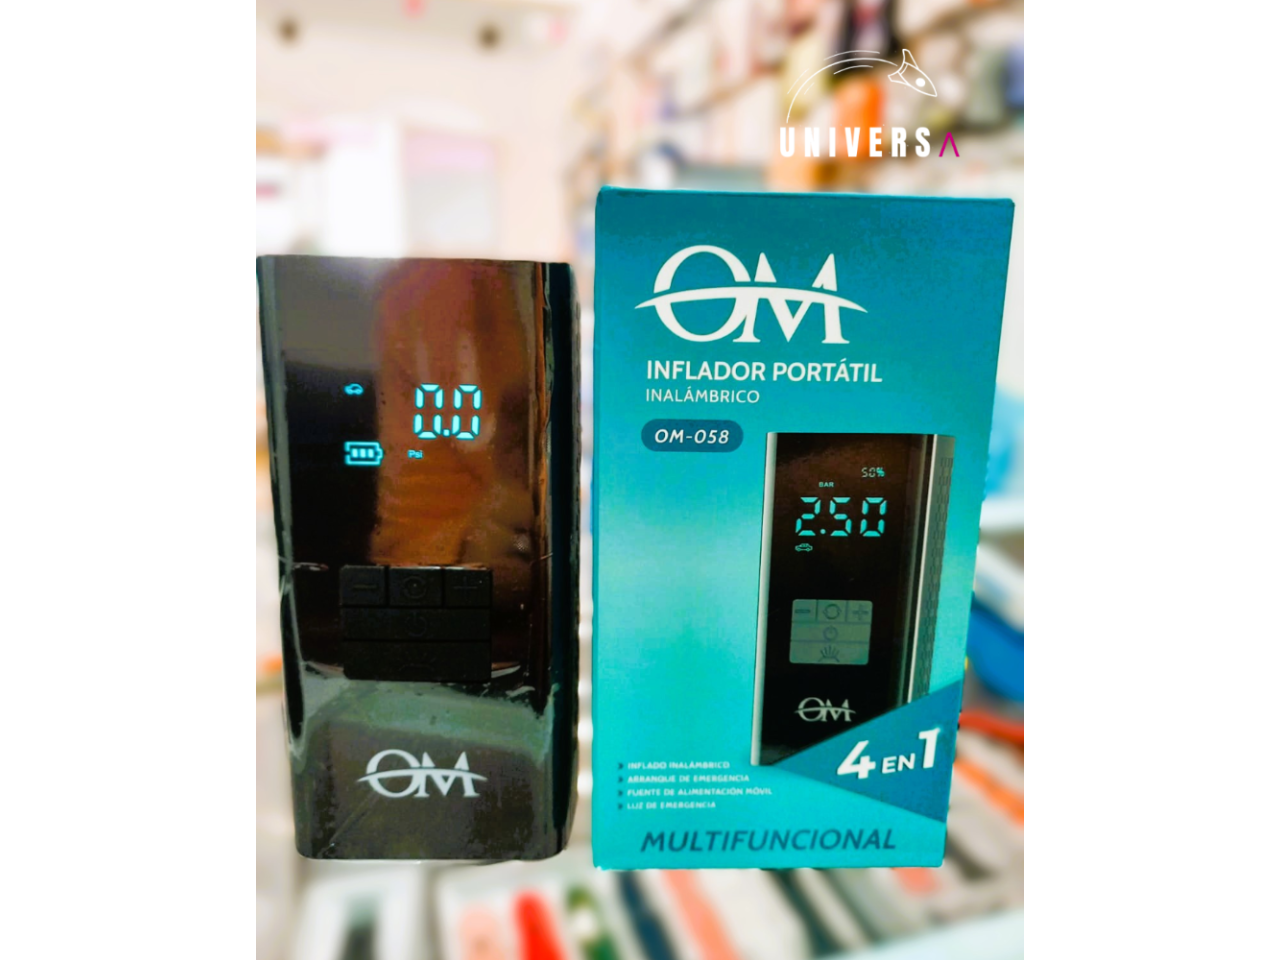 UNIVERSA
OM
INFLADOR PORTÁTIL
INALÁMBRICO
OM-058
50%
BAR
2.50
OM
4 EN 1
INFLADO INALÁMBRICO
ARRANQUE DE EMERGENCIA
FUENTE DE ALIMENTACIÓN MÓVIL
LUZ DE EMERGENCIA
MULTIFUNCIONAL
0.0
Psi
OM